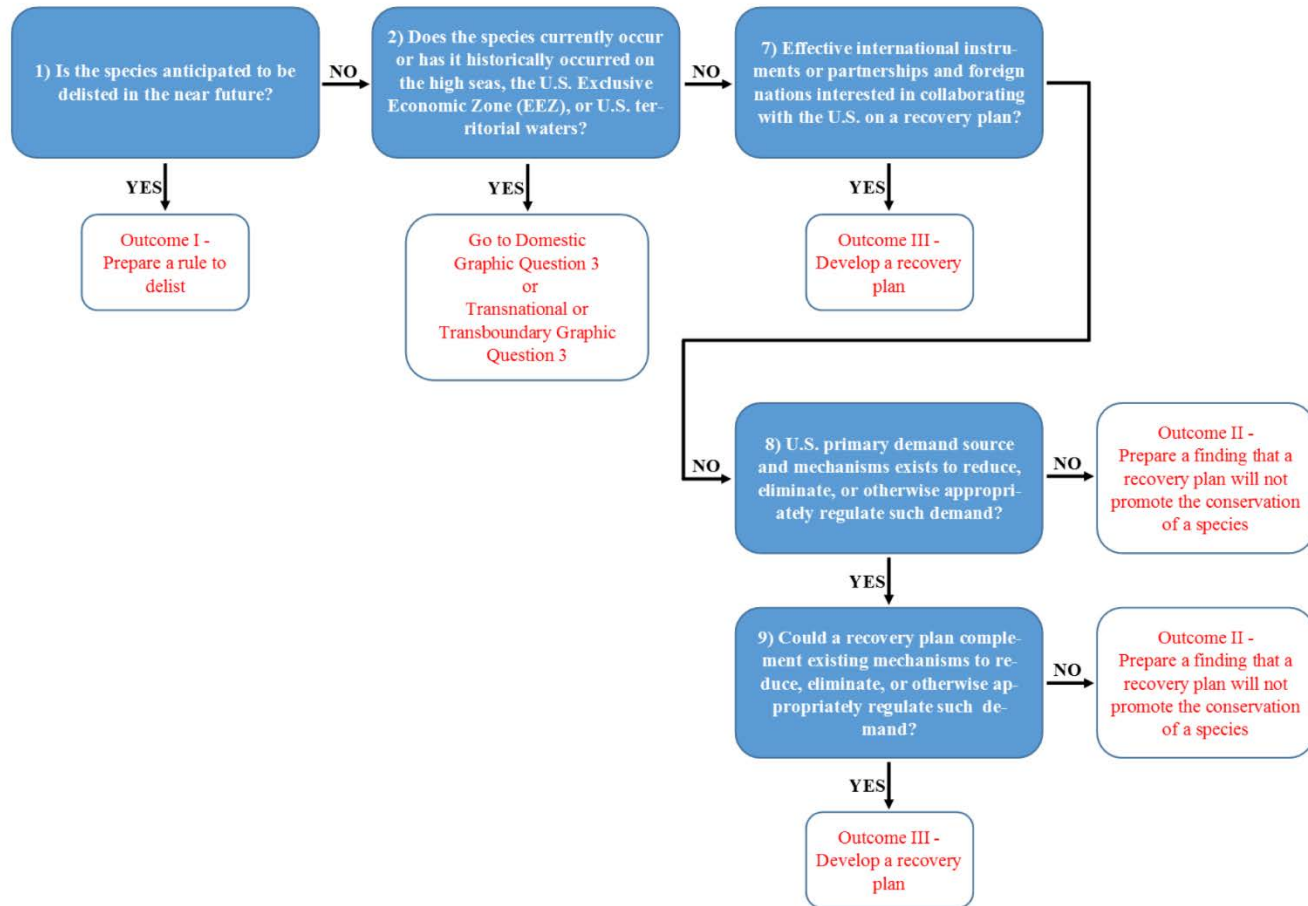 1) Is the species anticipated to be
delisted in the near future?
NO
2) Does the species currently occur
or has it historically occurred on
the high seas, the U.S. Exclusive
Economic Zone (EEZ), or U.S. ter-
ritorial waters?
NO
7) Effective international instru-
ments or partnerships and foreign
nations interested in collaborating
with the U.S. on a recovery plan?
YES
Outcome I -
Prepare a rule to
delist
YES
Go to Domestic
Graphic Question 3
or
Transnational or
Transboundary Graphic
Question 3
YES
Outcome III -
Develop a recovery
plan
NO
8) U.S. primary demand source
and mechanisms exists to reduce,
eliminate, or otherwise appropri-
ately regulate such demand?
NO
Outcome II -
Prepare a finding that a
recovery plan will not
promote the conservation
of a species
YES
9) Could a recovery plan comple-
ment existing mechanisms to re-
duce, eliminate, or otherwise ap-
propriately regulate such de-
mand?
NO
Outcome II -
Prepare a finding that a
recovery plan will not
promote the conservation
of a species
YES
Outcome III -
Develop a recovery
plan